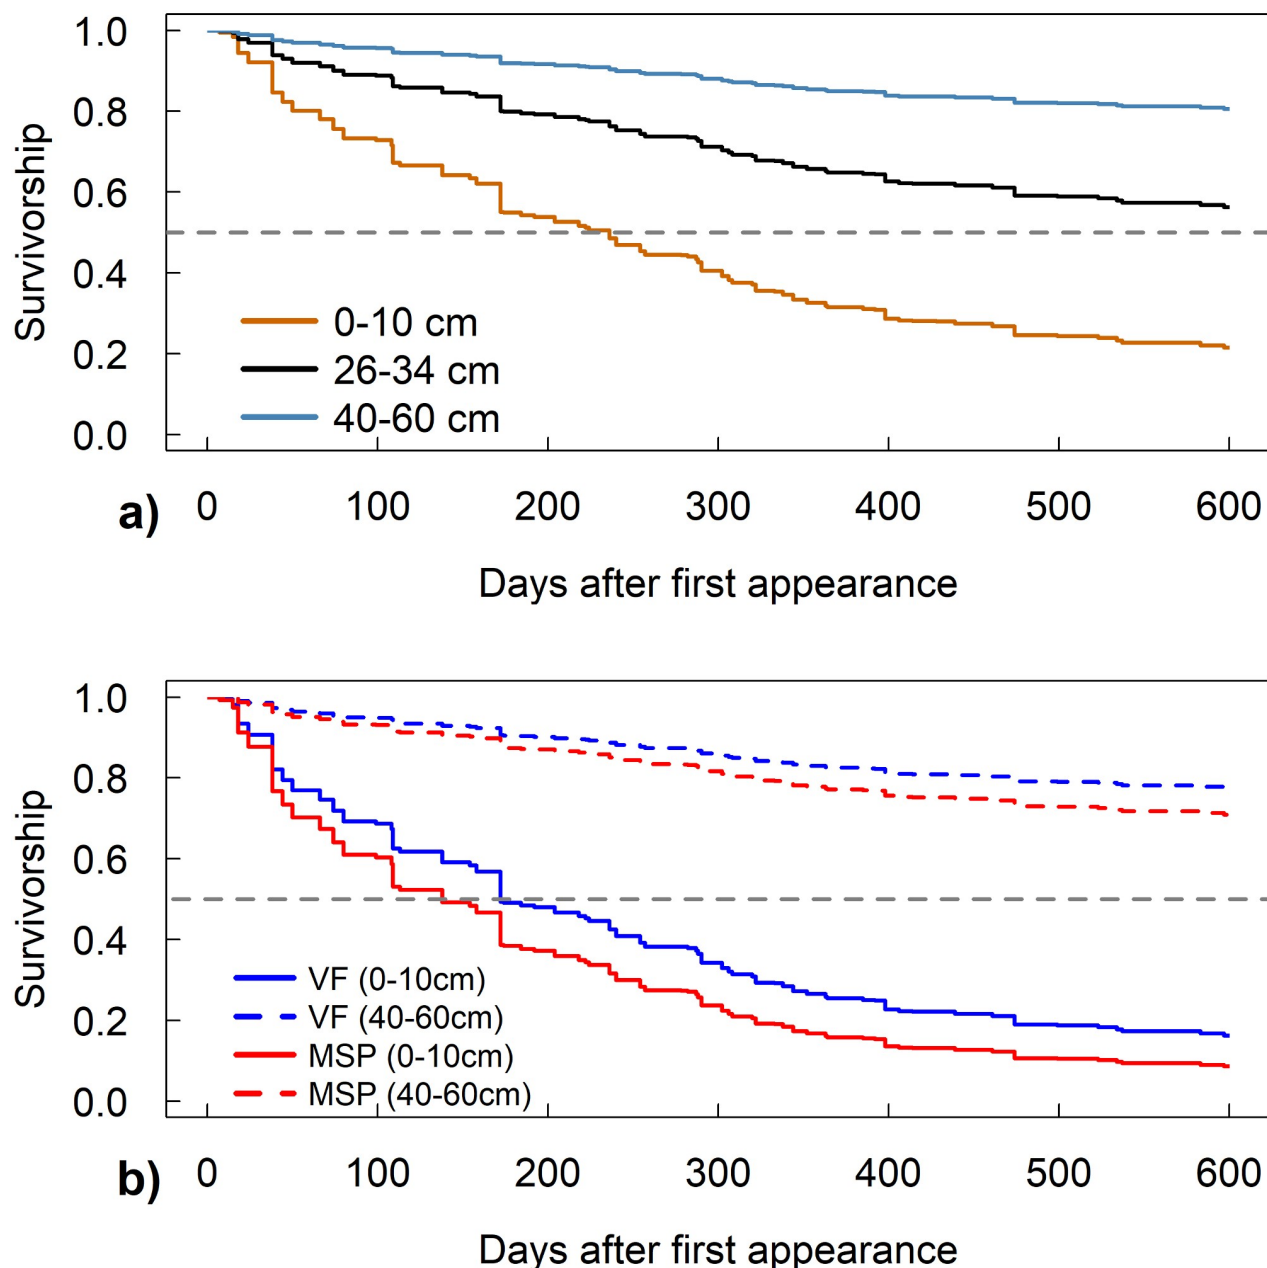 1.0
0.8
0.6
0.4
0.2
0.0
Survivorship
0-10 cm
26-34 cm
40-60 cm
a) 0 100 200 300 400 500 600
Days after first appearance
1.0
0.8
0.6
0.4
0.2
0.0
Survivorship
VF (0-10cm)
VF (40-60cm)
MSP (0-10cm)
MSP (40-60cm)
b) 0 100 200 300 400 500 600
Days after first appearance